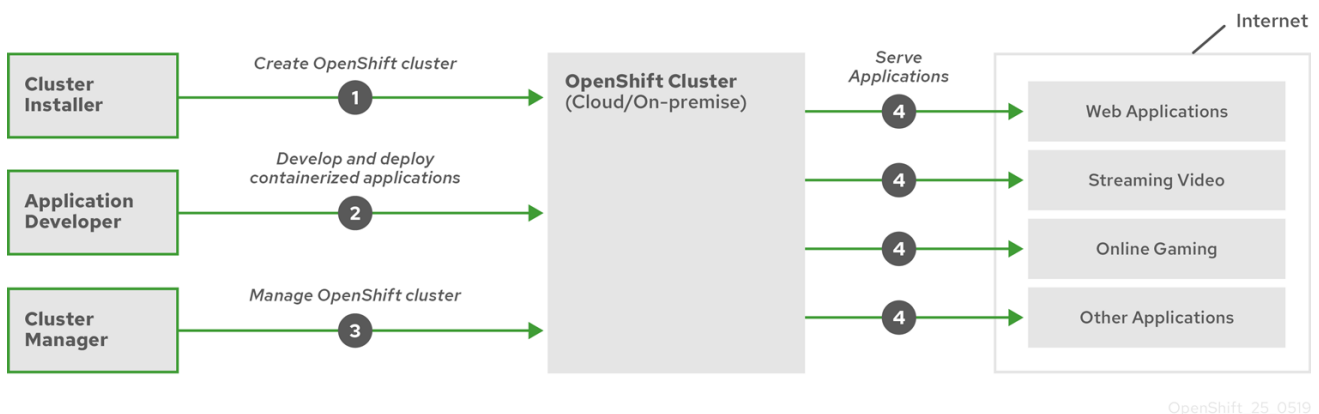 Internet
Cluster
Installer
Create OpenShift cluster
1
OpenShift Cluster
(Cloud/On-premise)
Serve
Applications
4
Web Applications
Application
Developer
Develop and deploy
containerized applications
2
4
Streaming Video
4
Online Gaming
Cluster
Manager
Manage OpenShift cluster
3
4
Other Applications
OpenShift_25_0519